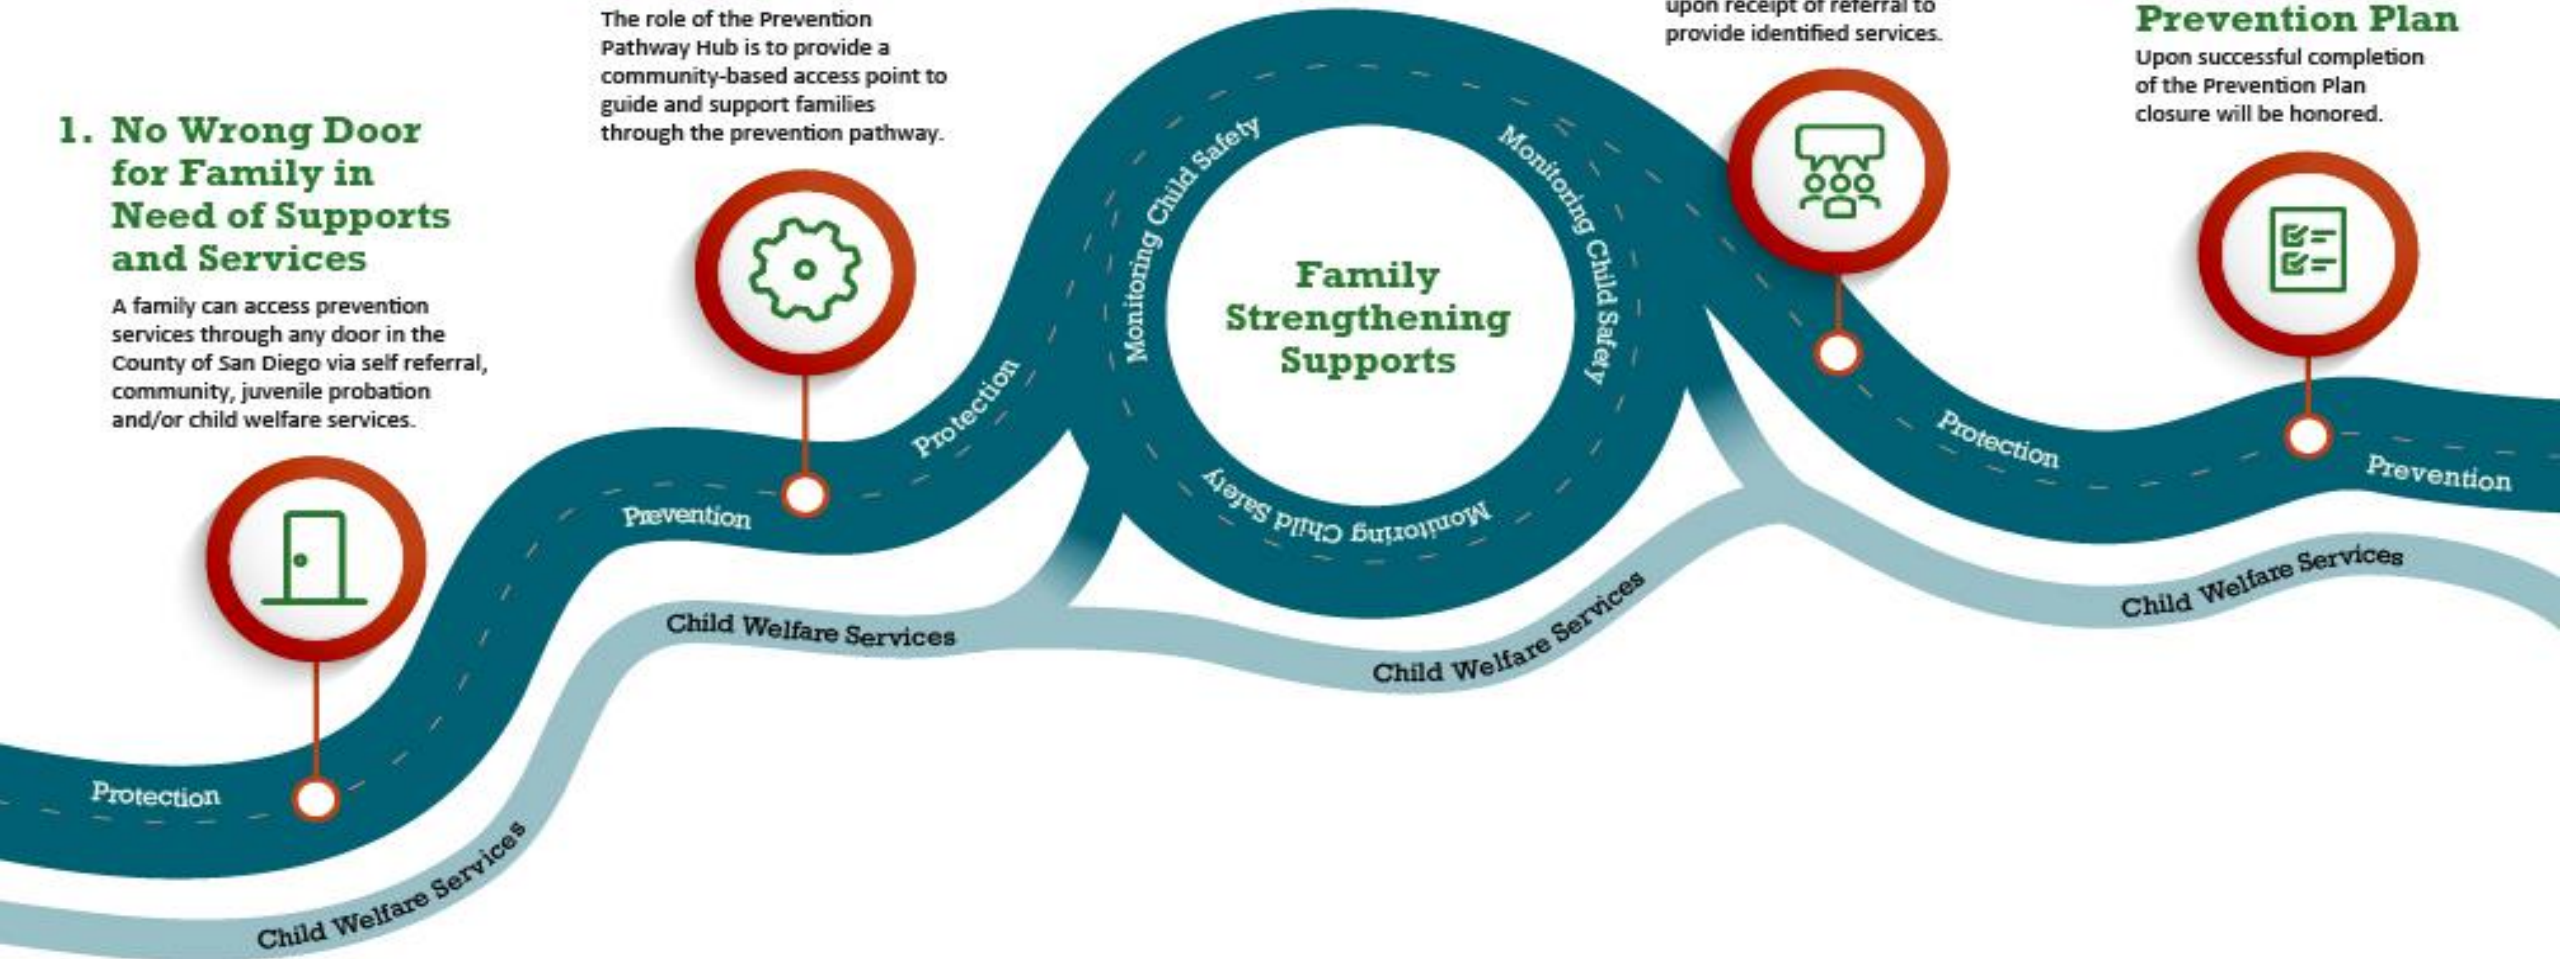 1. No Wrong Door
for Family in
Need of Supports
and Services
A family can access prevention
services through any door in the
County of San Diego via self referral,
community, juvenile probation
and/or child welfare services.
The role of the Prevention
Pathway Hub is to provide a
community-based access point to
guide and support families
through the prevention pathway.
upon receipt of referral to
provide identified services.
Prevention Plan
Upon successful completion
of the Prevention Plan
closure will be honored.
Family
Strengthening
Supports
Monitoring Child Safety
Monitoring Child Safety
Monitoring Child Safety
Protection
Prevention
Protection
Protection
Prevention
Child Welfare Services
Child Welfare Services
Child Welfare Services
Child Welfare Services